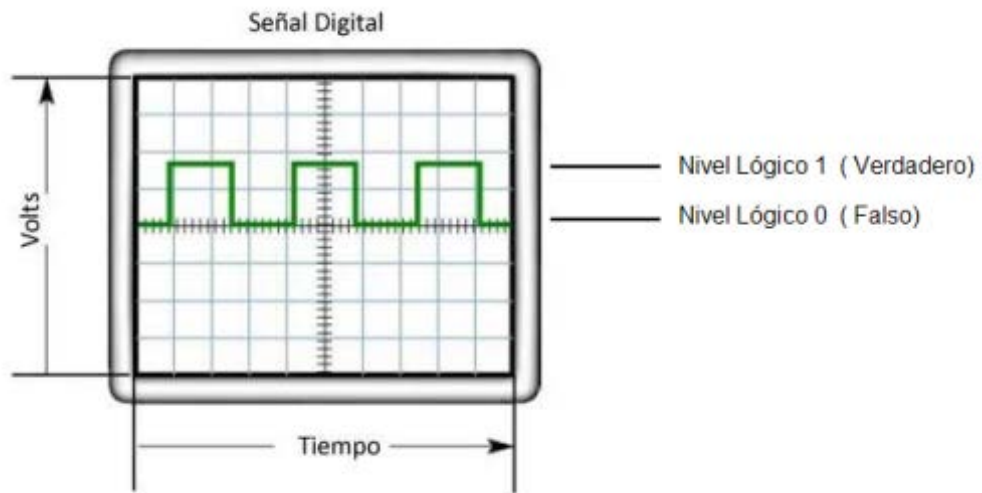 Señal Digital
Volts
Nivel Lógico 1 ( Verdadero)
Nivel Lógico 0 ( Falso)
Tiempo